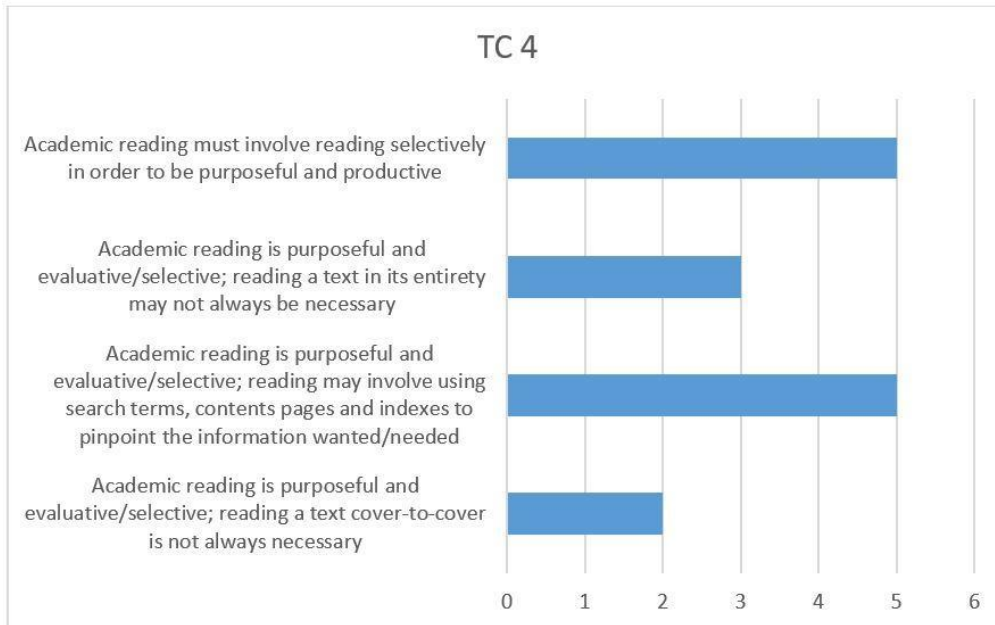 TC 4
Academic reading must involve reading selectively
in order to be purposeful and productive
Academic reading is purposeful and
evaluative/selective; reading a text in its entirety
may not always be necessary
Academic reading is purposeful and
evaluative/selective; reading may involve using
search terms, contents pages and indexes to
pinpoint the information wanted/needed
Academic reading is purposeful and
evaluative/selective; reading a text cover-to-cover
is not always necessary
0 1 2 3 4 5 6